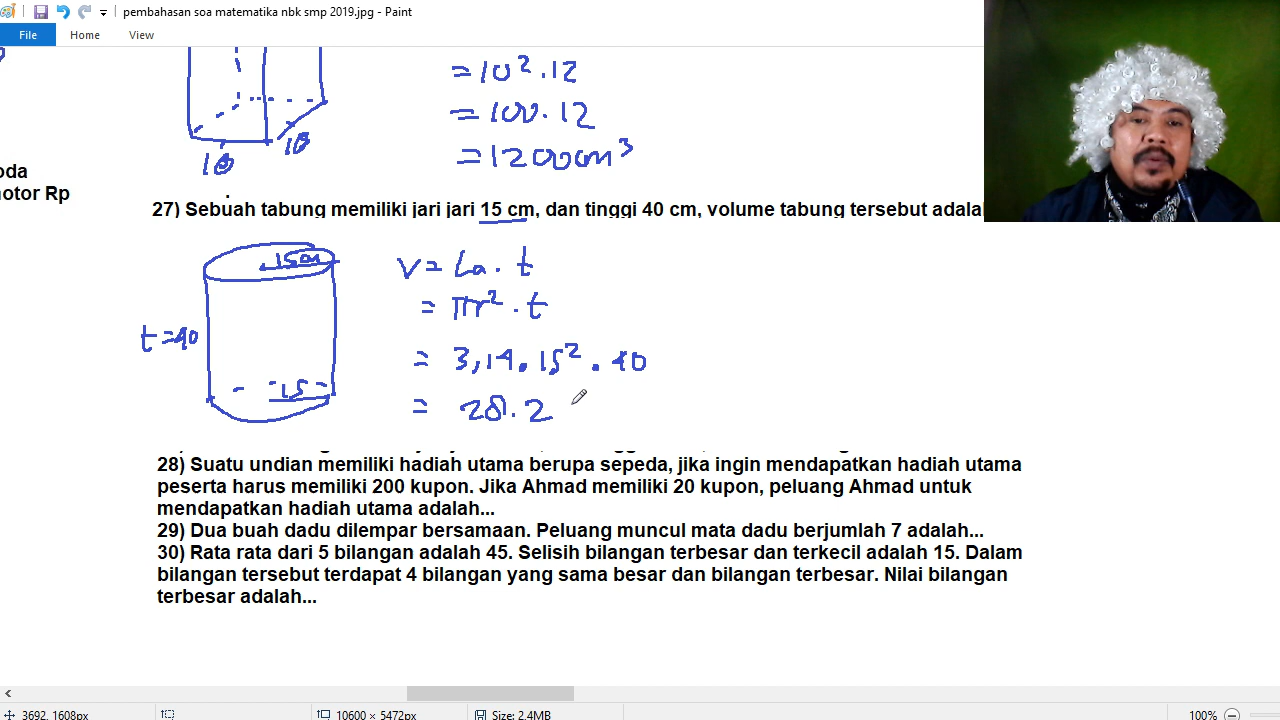 pembahasan soa matematika nbk smp 2019.jpg - Paint
File Home View
= 10² . 12
= 100 . 12
= 1200cm³
10
10
oda
notor Rp
27) Sebuah tabung memiliki jari jari 15 cm, dan tinggi 40 cm, volume tabung tersebut adalah
15cm
V = La . t
= πr² . t
t = 40
= 3,14 . 15² . 40
15
= 28.2
28) Suatu undian memiliki hadiah utama berupa sepeda, jika ingin mendapatkan hadiah utama
peserta harus memiliki 200 kupon. Jika Ahmad memiliki 20 kupon, peluang Ahmad untuk
mendapatkan hadiah utama adalah...
29) Dua buah dadu dilempar bersamaan. Peluang muncul mata dadu berjumlah 7 adalah...
30) Rata rata dari 5 bilangan adalah 45. Selisih bilangan terbesar dan terkecil adalah 15. Dalam
bilangan tersebut terdapat 4 bilangan yang sama besar dan bilangan terbesar. Nilai bilangan
terbesar adalah...
3692, 1608px
10600 × 5472px
Size: 2.4MB
100%